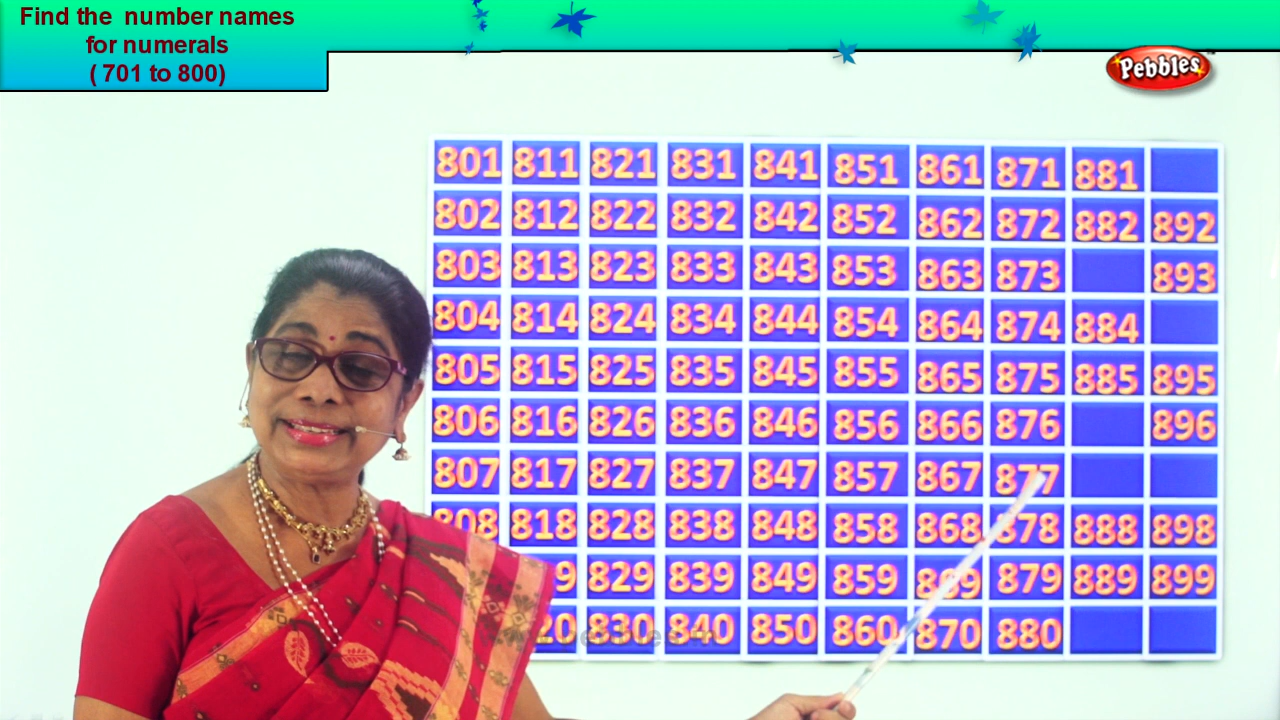 Find the number names
for numerals
( 701 to 800)
Pebbles
801 811 821 831 841 851 861 871 881
802 812 822 832 842 852 862 872 882 892
803 813 823 833 843 853 863 873 893
804 814 824 834 844 854 864 874 884
805 815 825 835 845 855 865 875 885 895
806 816 826 836 846 856 866 876 896
807 817 827 837 847 857 867 877
808 818 828 838 848 858 868 878 888 898
9 829 839 849 859 869 879 889 899
20 830 840 850 860 870 880